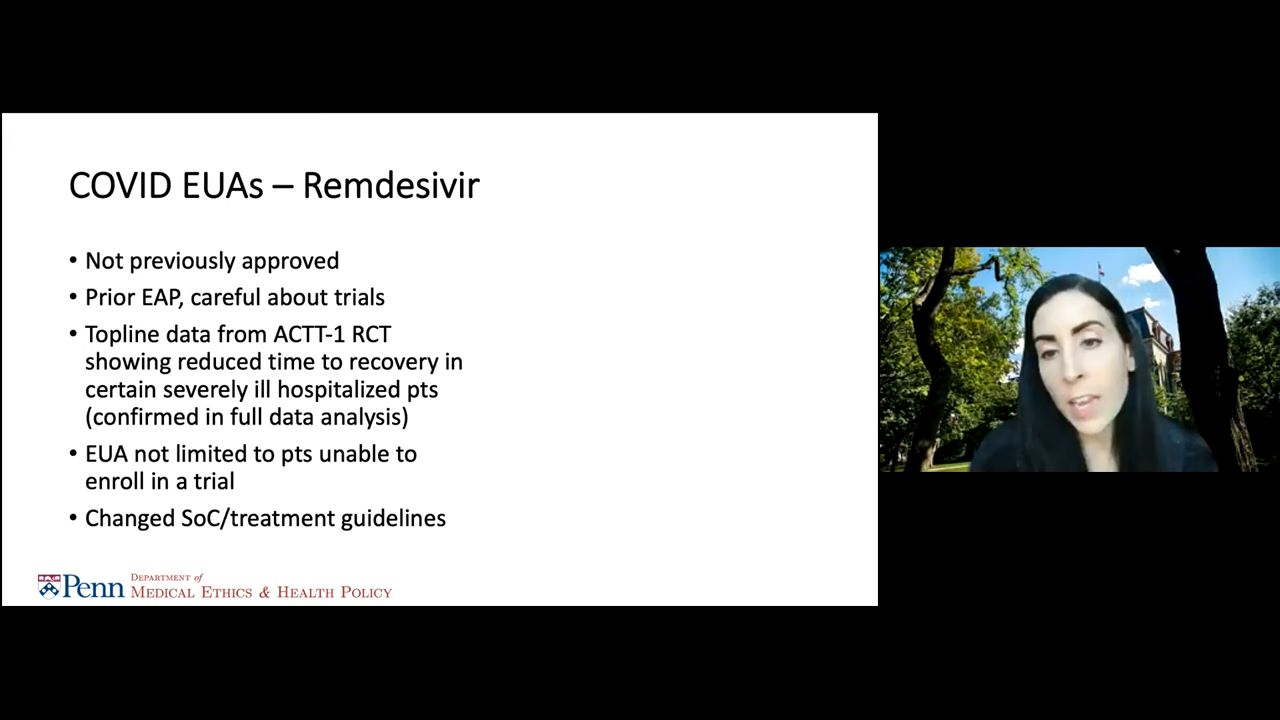 COVID EUAs – Remdesivir
• Not previously approved
• Prior EAP, careful about trials
• Topline data from ACTT-1 RCT
showing reduced time to recovery in
certain severely ill hospitalized pts
(confirmed in full data analysis)
• EUA not limited to pts unable to
enroll in a trial
• Changed SoC/treatment guidelines
Penn
DEPARTMENT of
MEDICAL ETHICS & HEALTH POLICY